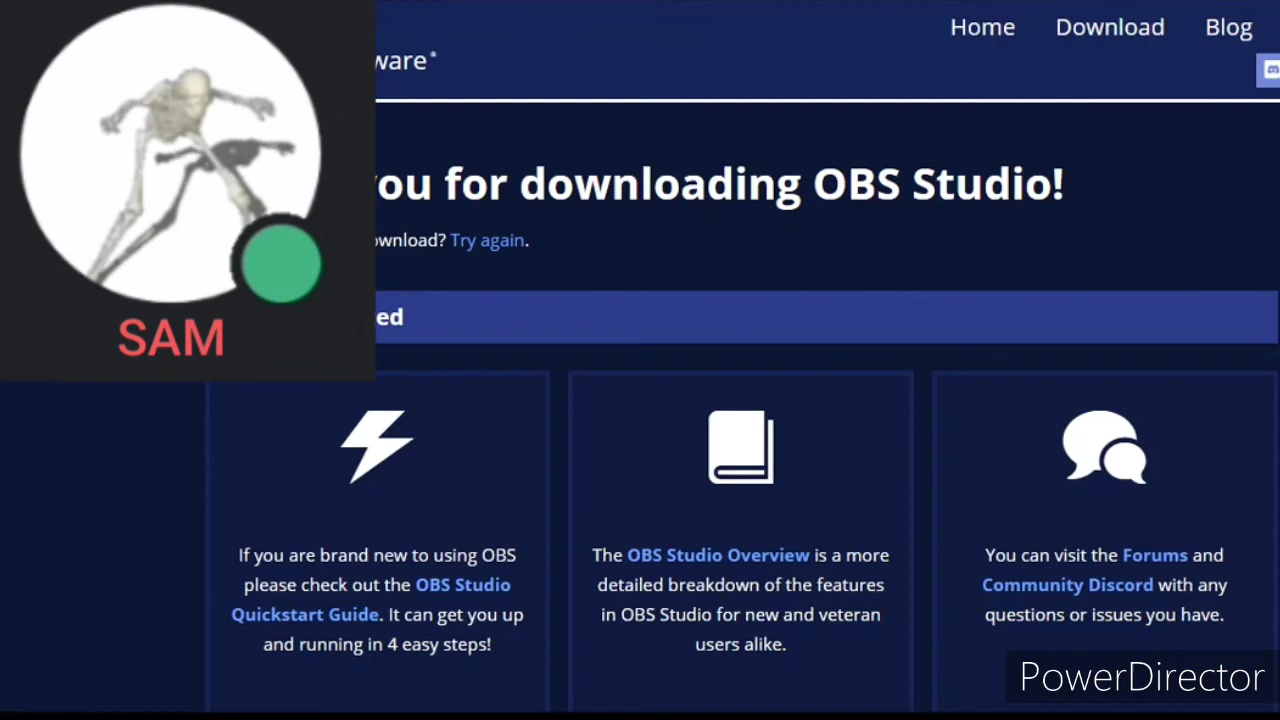 Home Download Blog
ware
SAM
you for downloading OBS Studio!
ownload? Try again.
ed
If you are brand new to using OBS
please check out the OBS Studio
Quickstart Guide. It can get you up
and running in 4 easy steps!
The OBS Studio Overview is a more
detailed breakdown of the features
in OBS Studio for new and veteran
users alike.
You can visit the Forums and
Community Discord with any
questions or issues you have.
PowerDirector